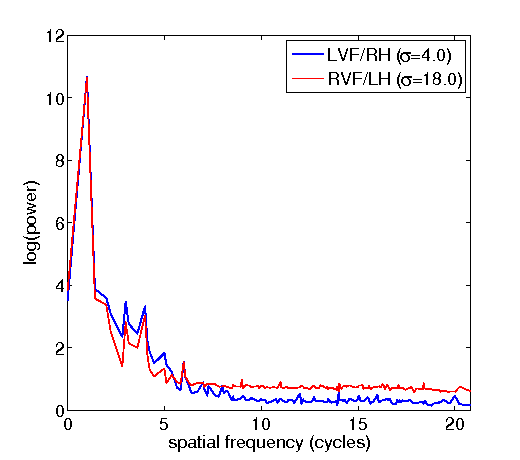 LVF/RH (σ=4.0)
RVF/LH (σ=18.0)
12
10
8
6
4
2
0
log(power)
0 5 10 15 20
spatial frequency (cycles)